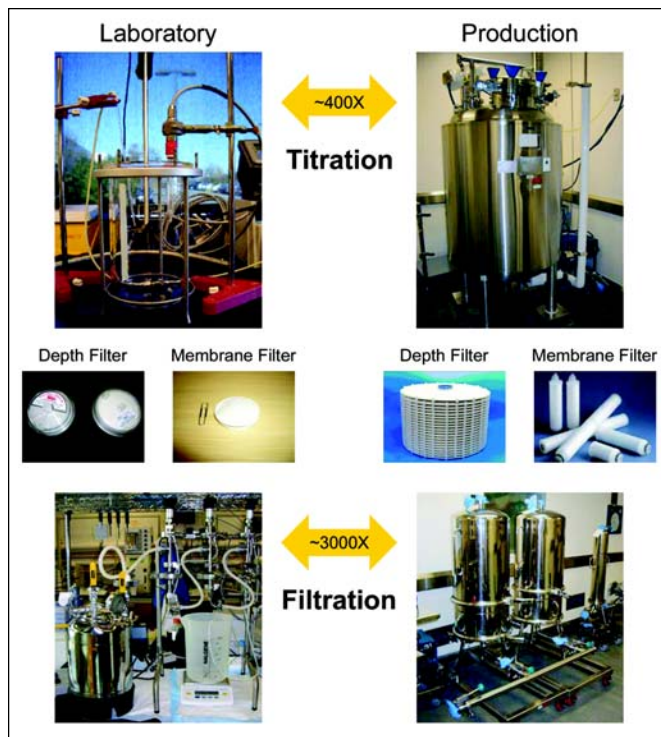 Laboratory
Production
~400X
Titration
Depth Filter
Membrane Filter
Depth Filter
Membrane Filter
~3000X
Filtration